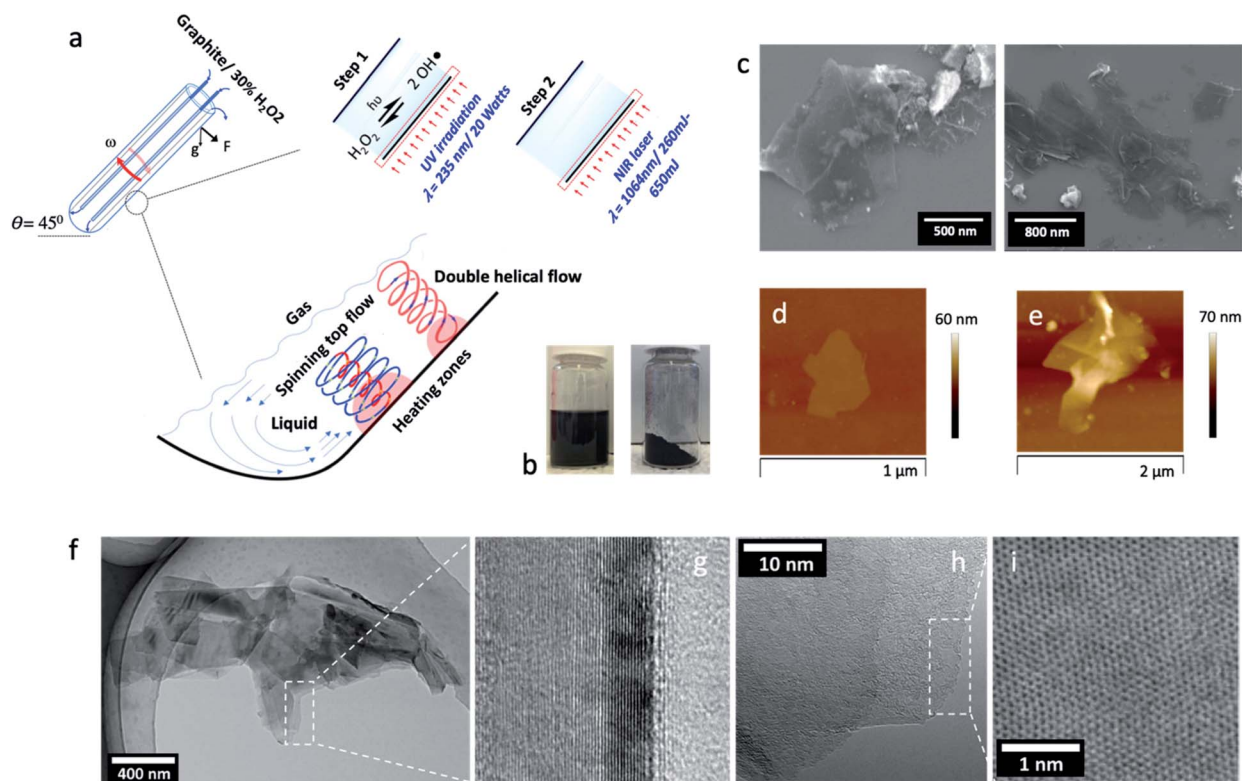 a
Graphite/ 30% H2O2
ω
g
F
θ= 45⁰
Step 1
hυ
2 OH●
H2O2
UV irradiation
λ= 235 nm/ 20 Watts
Step 2
NIR laser
λ= 1064nm/ 260mJ-
650mJ
Gas
Spinning top flow
Double helical flow
Liquid
Heating zones
b
c
500 nm
800 nm
d
60 nm
1 µm
e
70 nm
2 µm
f
400 nm
g
10 nm
h
i
1 nm